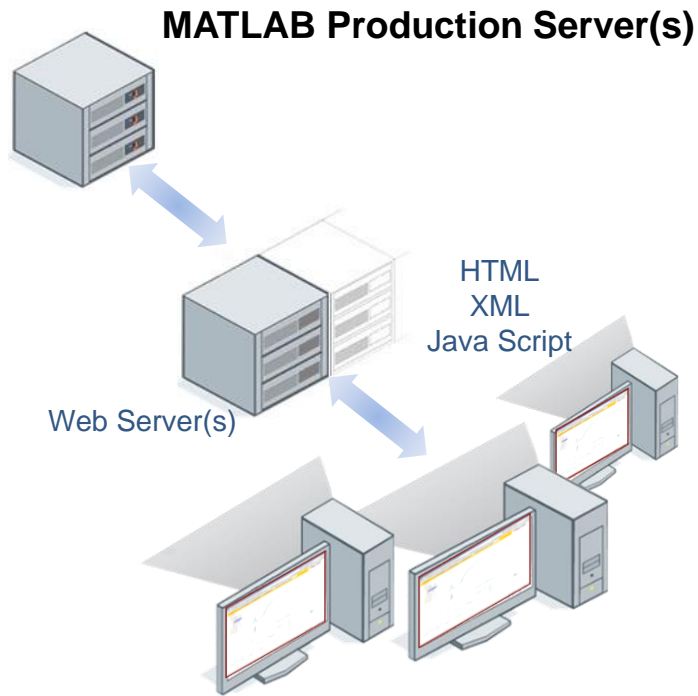 MATLAB Production Server(s)
HTML
XML
Java Script
Web Server(s)